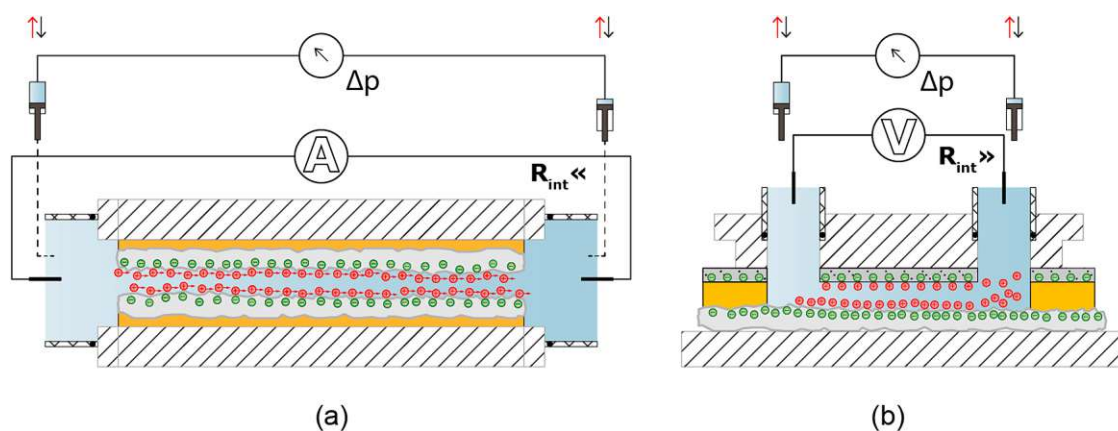 Δp
Δp
A
V
R_int «
R_int »
(a)
(b)